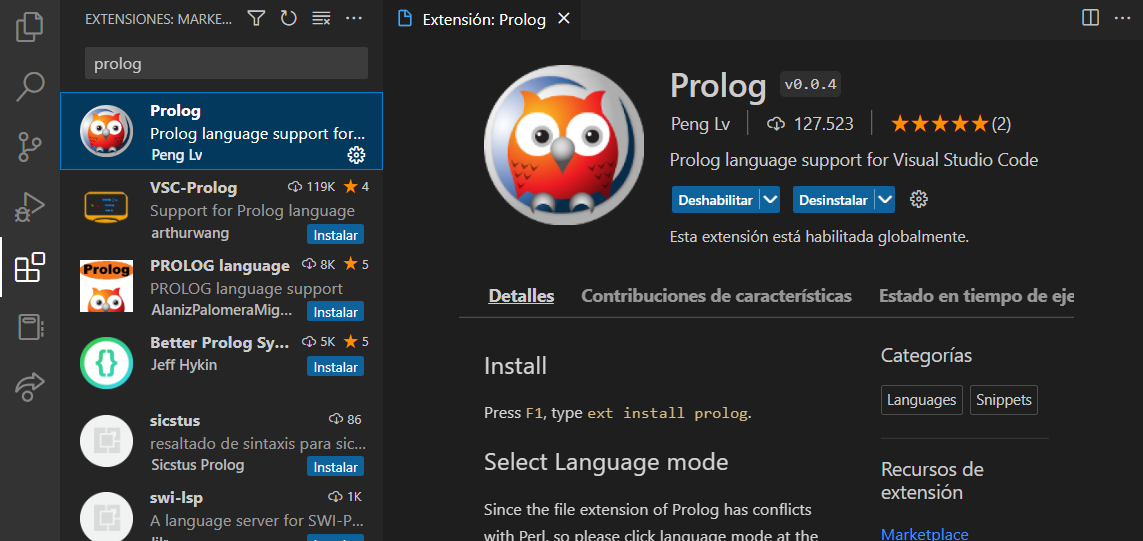 EXTENSIONES: MARKE...
prolog
Prolog
Prolog language support for...
Peng Lv
VSC-Prolog 119K 4
Support for Prolog language
arthurwang Instalar
Prolog
PROLOG language 8K 5
PROLOG language support
AlanizPalomeraMig... Instalar
Better Prolog Sy... 5K 5
Jeff Hykin Instalar
sicstus 86
resaltado de sintaxis para sic...
Sicstus Prolog Instalar
swi-lsp 1K
A language server for SWI-P...
Extensión: Prolog
Prolog v0.0.4
Peng Lv 127.523 (2)
Prolog language support for Visual Studio Code
Deshabilitar Desinstalar
Esta extensión está habilitada globalmente.
Detalles Contribuciones de características Estado en tiempo de eje
Install
Press F1, type ext install prolog.
Select Language mode
Since the file extension of Prolog has conflicts
with Perl, so please click language mode at the
Categorías
Languages Snippets
Recursos de
extensión
Marketplace